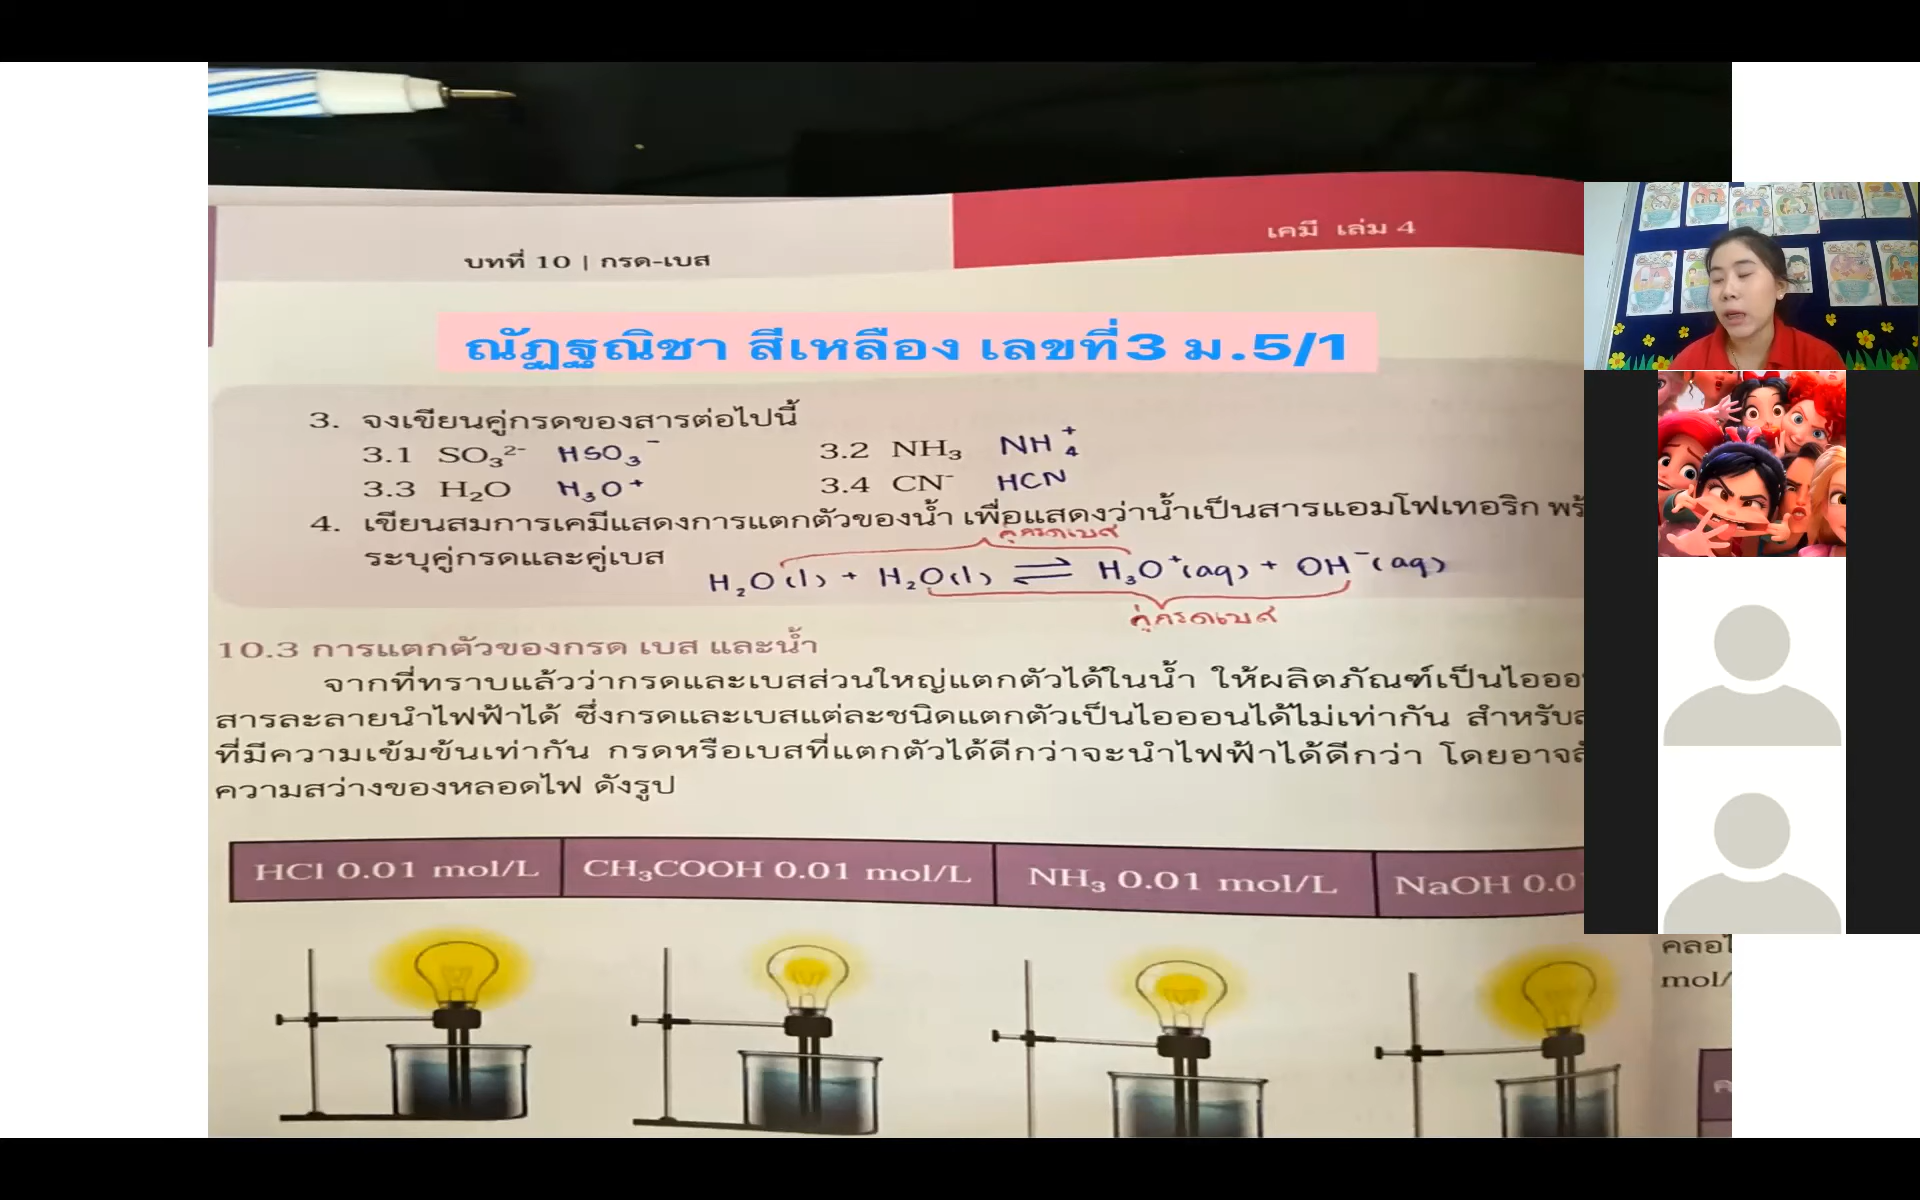 บทที่ 10 | กรด-เบส
เคมี เล่ม 4
ณัฏฐณิชา สีเหลือง เลขที่3 ม.5/1
3. จงเขียนคู่กรดของสารต่อไปนี้
3.1 SO₃²⁻ HSO₃⁻ 3.2 NH₃ NH₄⁺
3.3 H₂O H₃O⁺ 3.4 CN⁻ HCN
4. เขียนสมการเคมีแสดงการแตกตัวของน้ำ เพื่อแสดงว่าน้ำเป็นสารแอมโฟเทอริก
ระบุคู่กรดและคู่เบส
คู่กรดเบส
H₂O(l) + H₂O(l) ⇌ H₃O⁺(aq) + OH⁻(aq)
คู่กรดเบส
10.3 การแตกตัวของกรด เบส และน้ำ
จากที่ทราบแล้วว่ากรดและเบสส่วนใหญ่แตกตัวได้ในน้ำ ให้ผลิตภัณฑ์เป็น
สารละลายนำไฟฟ้าได้ ซึ่งกรดและเบสแต่ละชนิดแตกตัวเป็นไอออนได้ไม่เท่ากัน สำหรับ
ที่มีความเข้มข้นเท่ากัน กรดหรือเบสที่แตกตัวได้ดีกว่าจะนำไฟฟ้าได้ดีกว่า โดยอาจ
ความสว่างของหลอดไฟ ดังรูป
HCl 0.01 mol/L CH₃COOH 0.01 mol/L NH₃ 0.01 mol/L NaOH 0.0
mol/